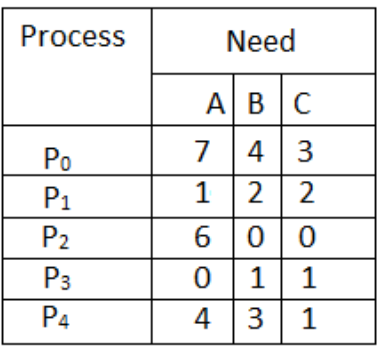 Process Need
A B C
P₀ 7 4 3
P₁ 1 2 2
P₂ 6 0 0
P₃ 0 1 1
P₄ 4 3 1